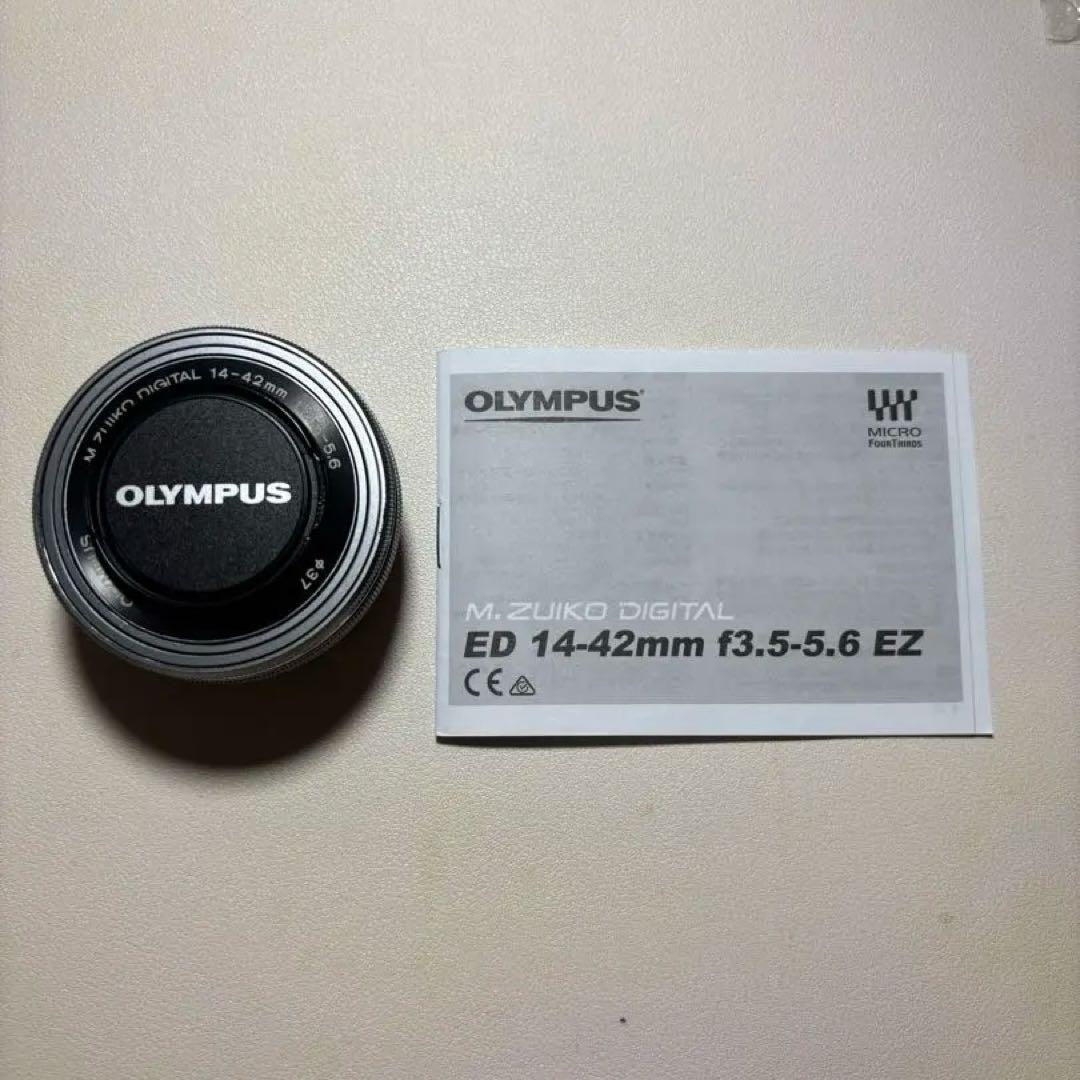 M.ZUIKO DIGITAL 14-42mm
-5.6
ø37
OLYMPUS
OLYMPUS
MICRO
FOURTHIRDS
M.ZUIKO DIGITAL
ED 14-42mm f3.5-5.6 EZ
CE